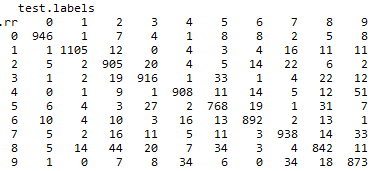 test.labels
.rr 0 1 2 3 4 5 6 7 8 9
0 946 1 7 4 1 8 8 2 5 8
1 1 1105 12 0 4 3 4 16 11 11
2 5 2 905 20 4 5 14 22 6 2
3 1 2 19 916 1 33 1 4 22 12
4 0 1 9 1 908 11 14 5 12 51
5 6 4 3 27 2 768 19 1 31 7
6 10 4 10 3 16 13 892 2 13 1
7 5 2 16 11 5 11 3 938 14 33
8 5 14 44 20 7 34 3 4 842 11
9 1 0 7 8 34 6 0 34 18 873